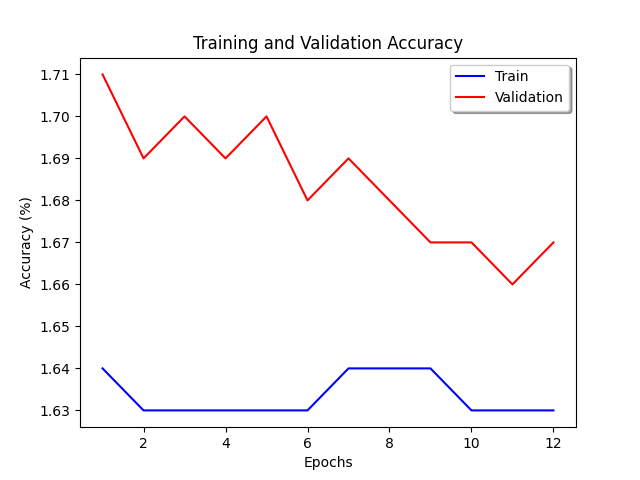 Training and Validation Accuracy
Train
Validation
1.71
1.70
1.69
1.68
1.67
1.66
1.65
1.64
1.63
Accuracy (%)
2 4 6 8 10 12
Epochs